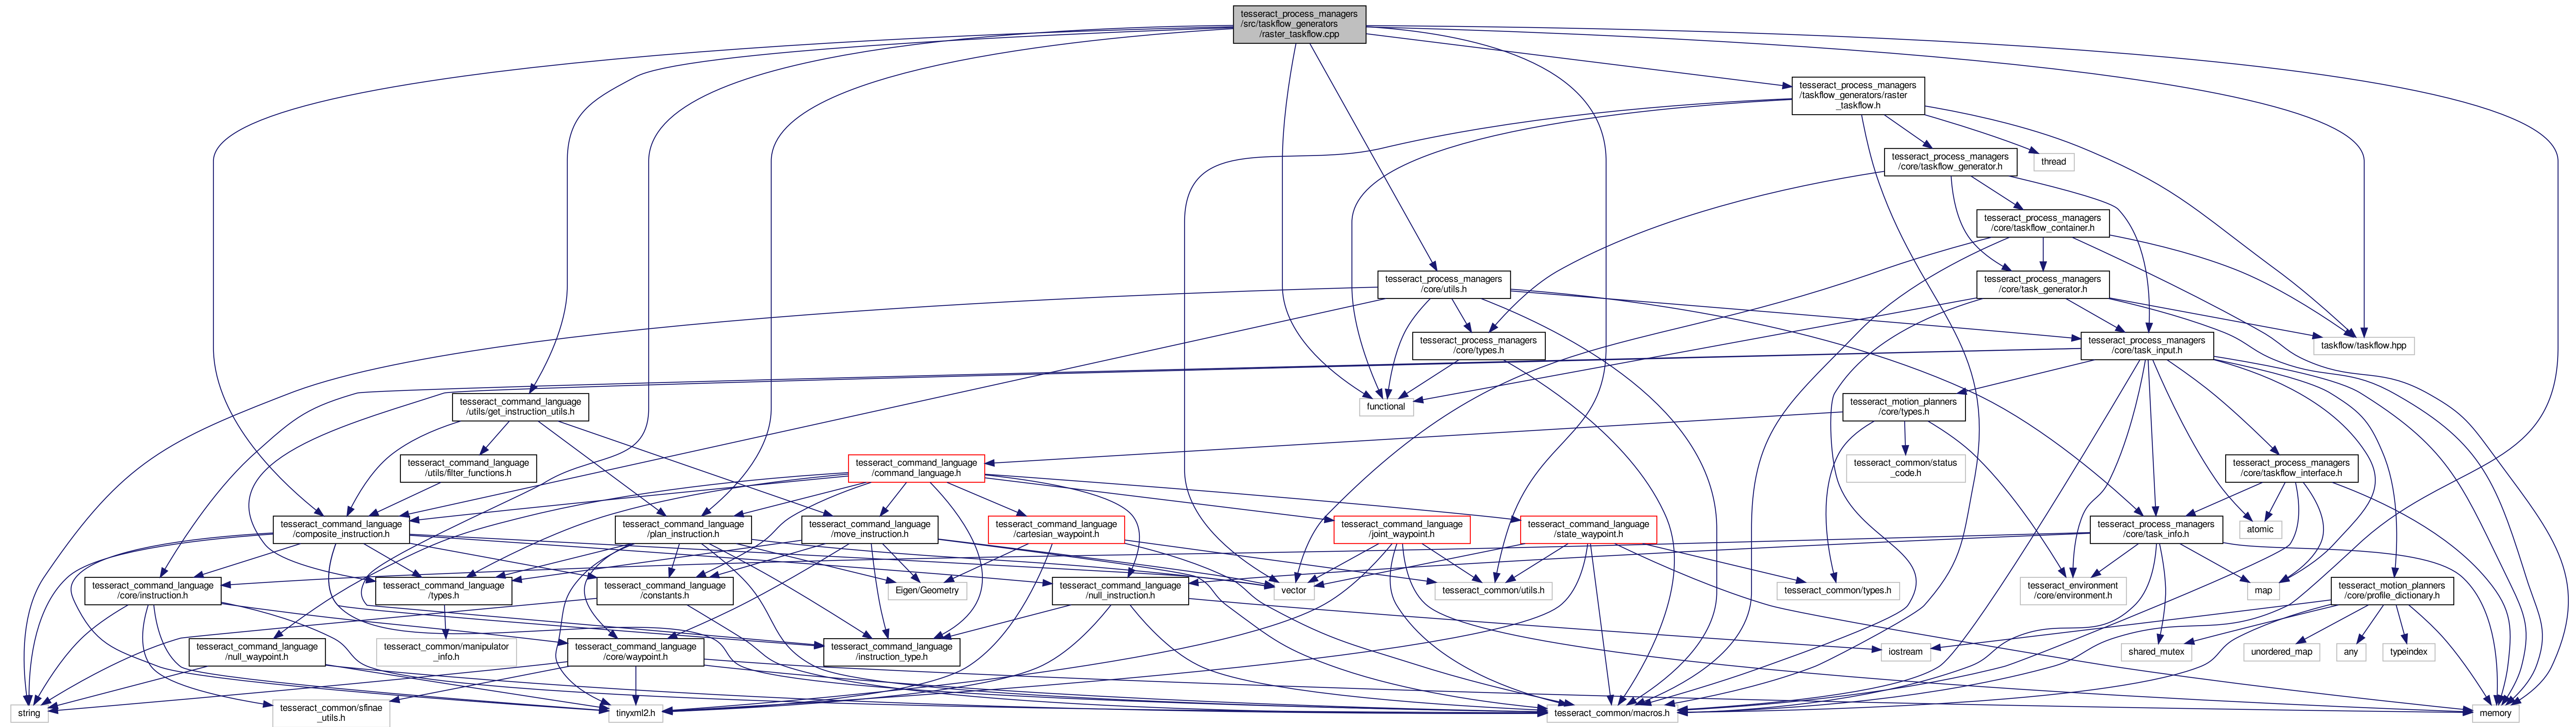 tesseract_process_managers
/src/taskflow_generators
/raster_taskflow.cpp
tesseract_process_managers
/taskflow_generators/raster
_taskflow.h
tesseract_process_managers
/core/taskflow_generator.h
thread
tesseract_process_managers
/core/taskflow_container.h
tesseract_process_managers
/core/utils.h
tesseract_process_managers
/core/task_generator.h
tesseract_process_managers
/core/types.h
tesseract_process_managers
/core/task_input.h
taskflow/taskflow.hpp
tesseract_command_language
/utils/get_instruction_utils.h
functional
tesseract_motion_planners
/core/types.h
tesseract_command_language
/utils/filter_functions.h
tesseract_command_language
/command_language.h
tesseract_common/status
_code.h
tesseract_process_managers
/core/taskflow_interface.h
tesseract_command_language
/composite_instruction.h
tesseract_command_language
/plan_instruction.h
tesseract_command_language
/move_instruction.h
tesseract_command_language
/cartesian_waypoint.h
tesseract_command_language
/joint_waypoint.h
tesseract_command_language
/state_waypoint.h
tesseract_process_managers
/core/task_info.h
atomic
tesseract_command_language
/core/instruction.h
tesseract_command_language
/types.h
tesseract_command_language
/constants.h
Eigen/Geometry
tesseract_command_language
/null_instruction.h
vector
tesseract_common/utils.h
tesseract_common/types.h
tesseract_environment
/core/environment.h
map
tesseract_motion_planners
/core/profile_dictionary.h
tesseract_command_language
/null_waypoint.h
tesseract_common/manipulator
_info.h
tesseract_command_language
/core/waypoint.h
tesseract_command_language
/instruction_type.h
iostream
shared_mutex
unordered_map
any
typeindex
string
tesseract_common/sfinae
_utils.h
tinyxml2.h
tesseract_common/macros.h
memory